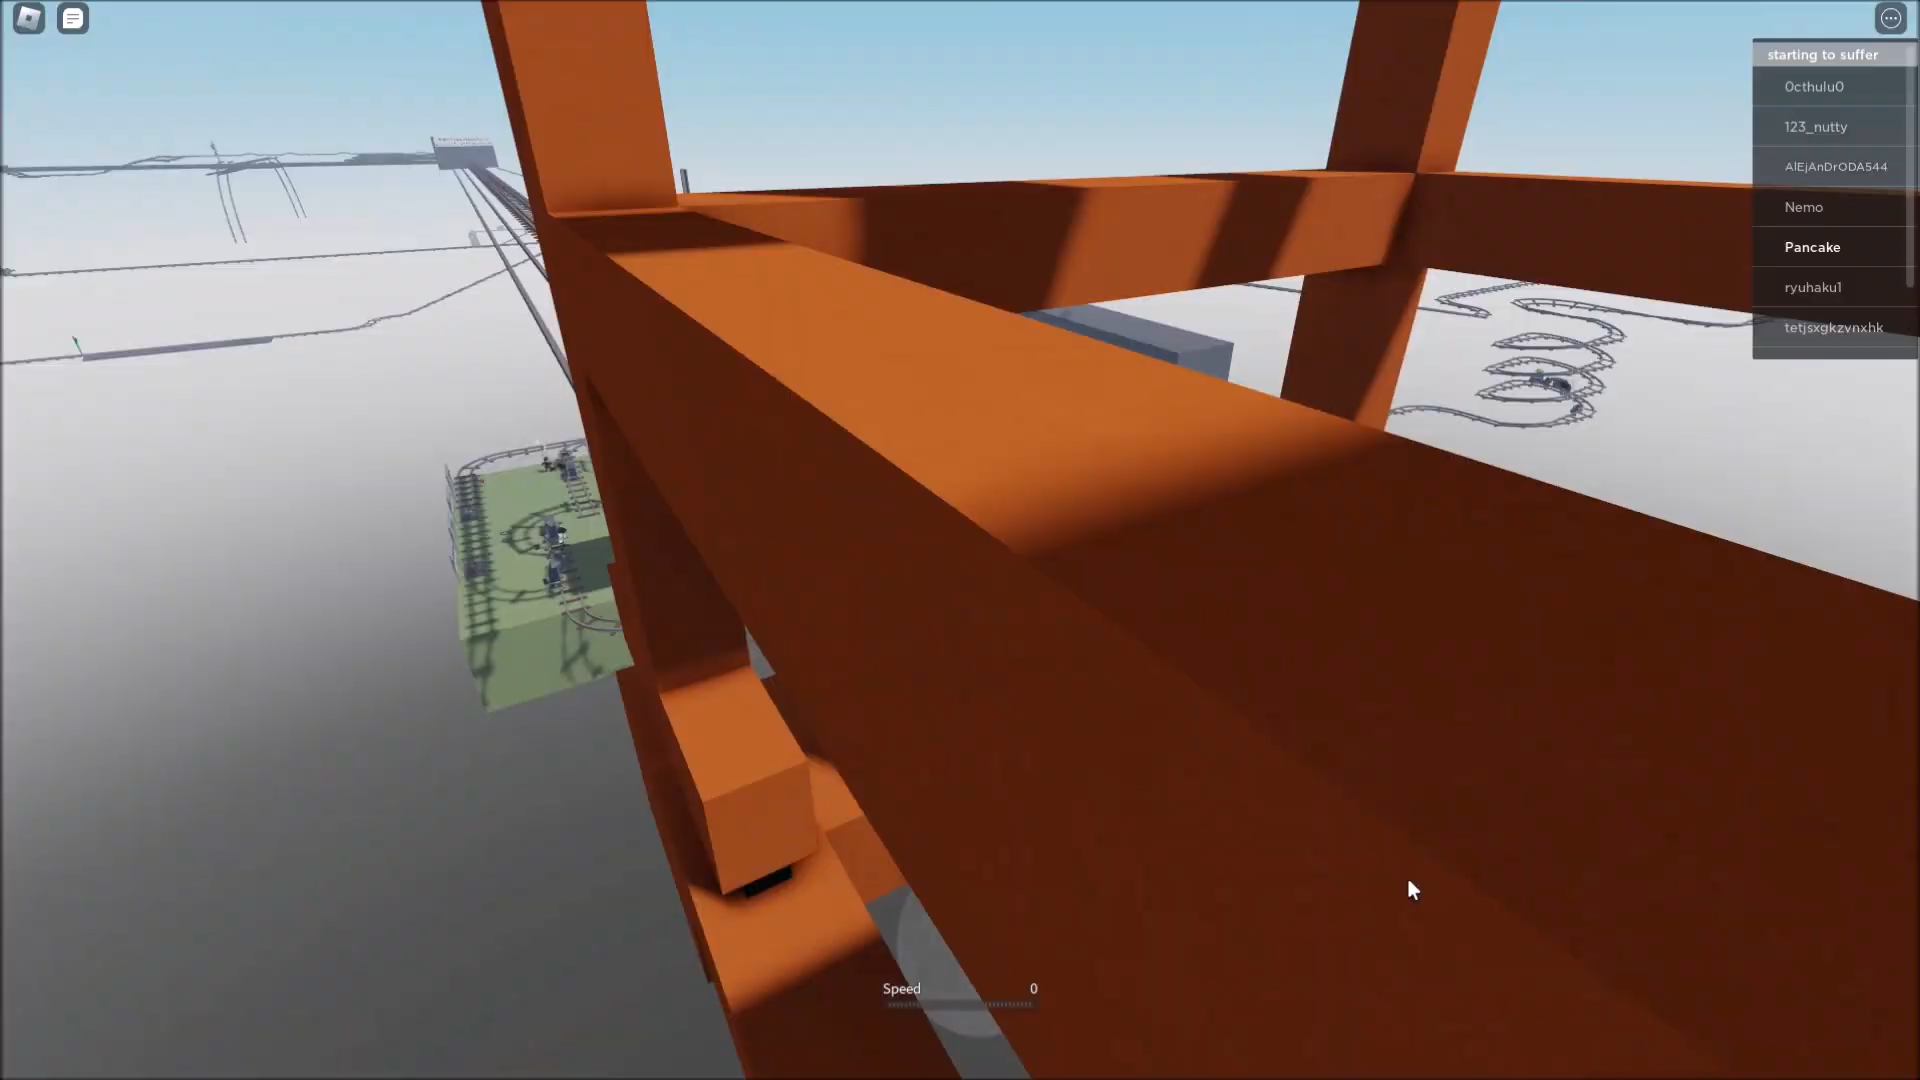 starting to suffer
0cthulu0
123_nutty
AlEjAnDrODA544
Nemo
Pancake
ryuhaku1
tetjsxgkzvnxhk
Speed 0